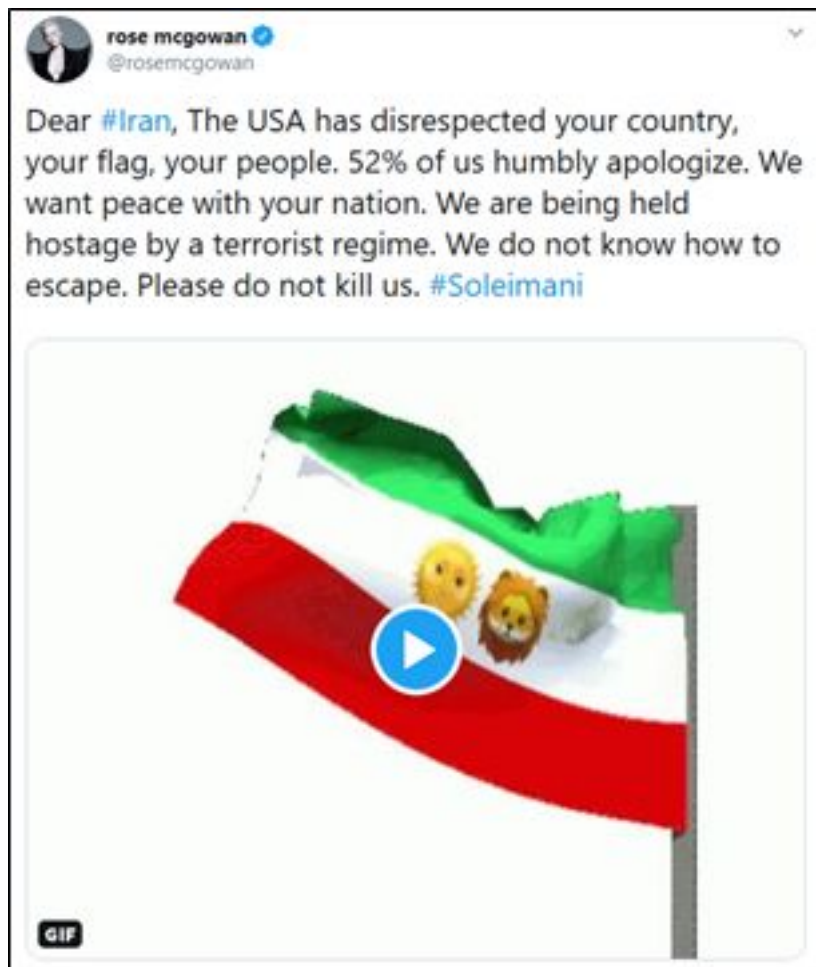 rose mcgowan
@rosemcgowan
Dear #Iran, The USA has disrespected your country,
your flag, your people. 52% of us humbly apologize. We
want peace with your nation. We are being held
hostage by a terrorist regime. We do not know how to
escape. Please do not kill us. #Soleimani
GIF